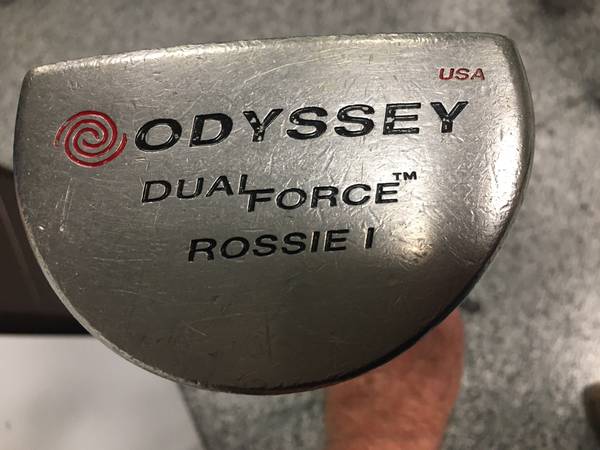 USA
ODYSSEY
DUAL FORCE™
ROSSIE I